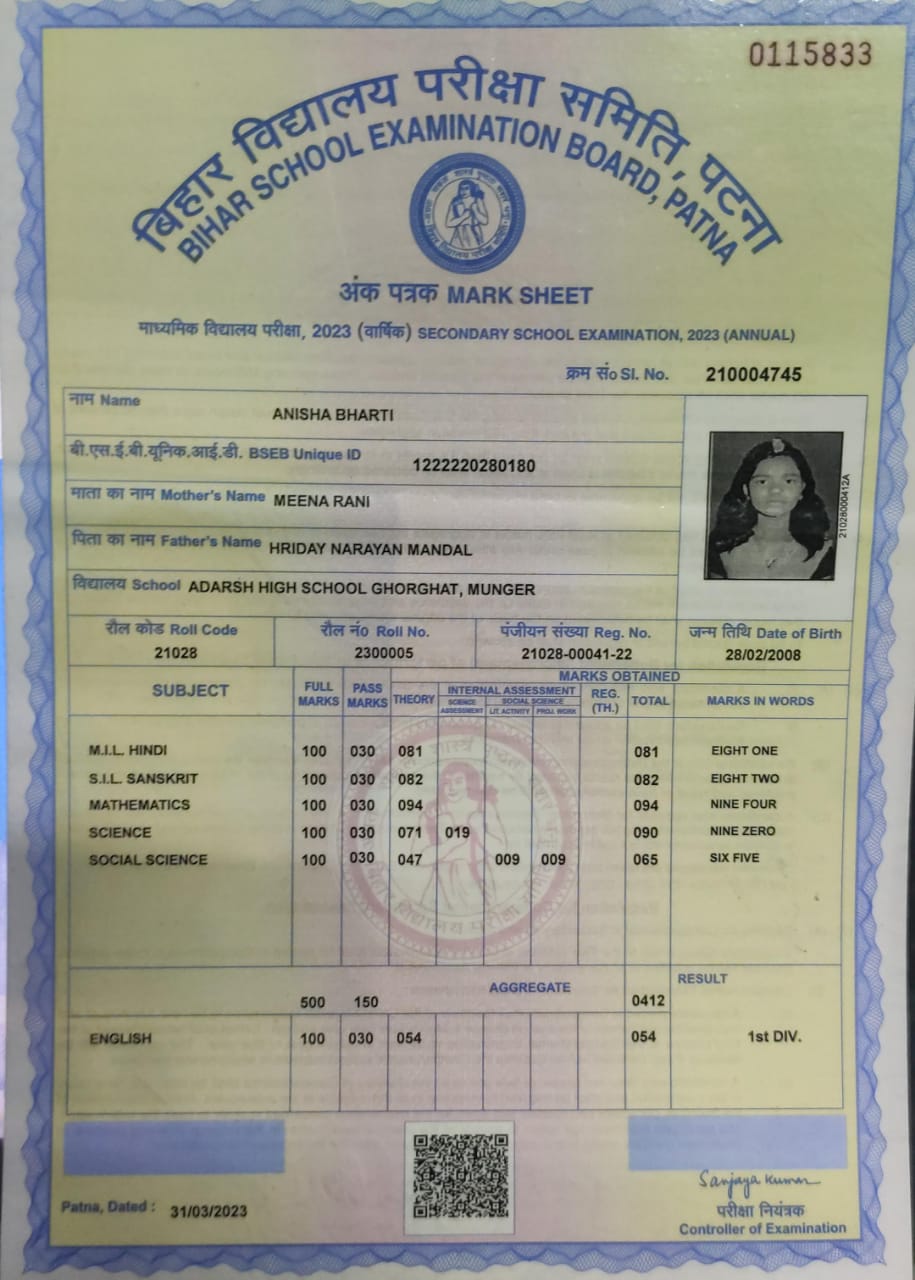 0115833
बिहार विद्यालय परीक्षा समिति, पटना
BIHAR SCHOOL EXAMINATION BOARD, PATNA
अंक पत्रक MARK SHEET
माध्यमिक विद्यालय परीक्षा, 2023 (वार्षिक) SECONDARY SCHOOL EXAMINATION, 2023 (ANNUAL)
क्रम सं० Sl. No. 210004745
नाम Name ANISHA BHARTI
बी.एस.ई.बी.यूनिक.आई.डी. BSEB Unique ID 1222220280180
माता का नाम Mother's Name MEENA RANI
पिता का नाम Father's Name HRIDAY NARAYAN MANDAL
विद्यालय School ADARSH HIGH SCHOOL GHORGHAT, MUNGER
21028000412A
रौल कोड Roll Code रौल नं० Roll No. पंजीयन संख्या Reg. No. जन्म तिथि Date of Birth
21028 2300005 21028-00041-22 28/02/2008
MARKS OBTAINED
SUBJECT FULL MARKS PASS MARKS THEORY INTERNAL ASSESSMENT REG. (TH.) TOTAL MARKS IN WORDS
SCIENCE ASSESSMENT SOCIAL SCIENCE
LIT. ACTIVITY PROJ. WORK
M.I.L. HINDI 100 030 081 081 EIGHT ONE
S.I.L. SANSKRIT 100 030 082 082 EIGHT TWO
MATHEMATICS 100 030 094 094 NINE FOUR
SCIENCE 100 030 071 019 090 NINE ZERO
SOCIAL SCIENCE 100 030 047 009 009 065 SIX FIVE
500 150 AGGREGATE 0412 RESULT
ENGLISH 100 030 054 054 1st DIV.
Patna, Dated : 31/03/2023
Sanjaya Kumar
परीक्षा नियंत्रक
Controller of Examination